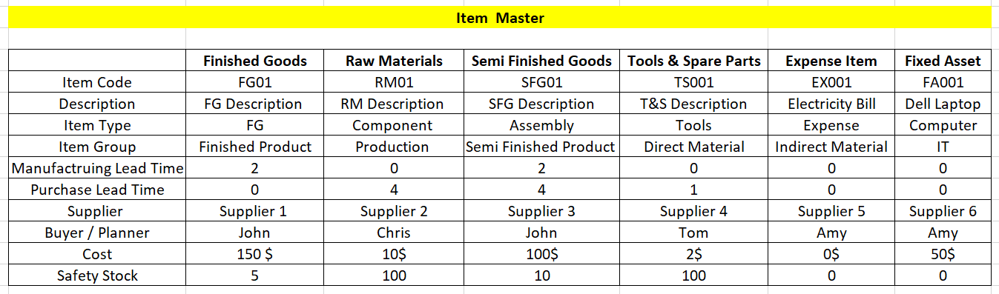 Item  Master
Finished Goods Raw Materials Semi Finished Goods Tools & Spare Parts Expense Item Fixed Asset
Item Code FG01 RM01 SFG01 TS001 EX001 FA001
Description FG Description RM Description SFG Description T&S Description Electricity Bill Dell Laptop
Item Type FG Component Assembly Tools Expense Computer
Item Group Finished Product Production Semi Finished Product Direct Material Indirect Material IT
Manufactruing Lead Time 2 0 2 0 0 0
Purchase Lead Time 0 4 4 1 0 0
Supplier Supplier 1 Supplier 2 Supplier 3 Supplier 4 Supplier 5 Supplier 6
Buyer / Planner John Chris John Tom Amy Amy
Cost 150 $ 10$ 100$ 2$ 0$ 50$
Safety Stock 5 100 10 100 0 0